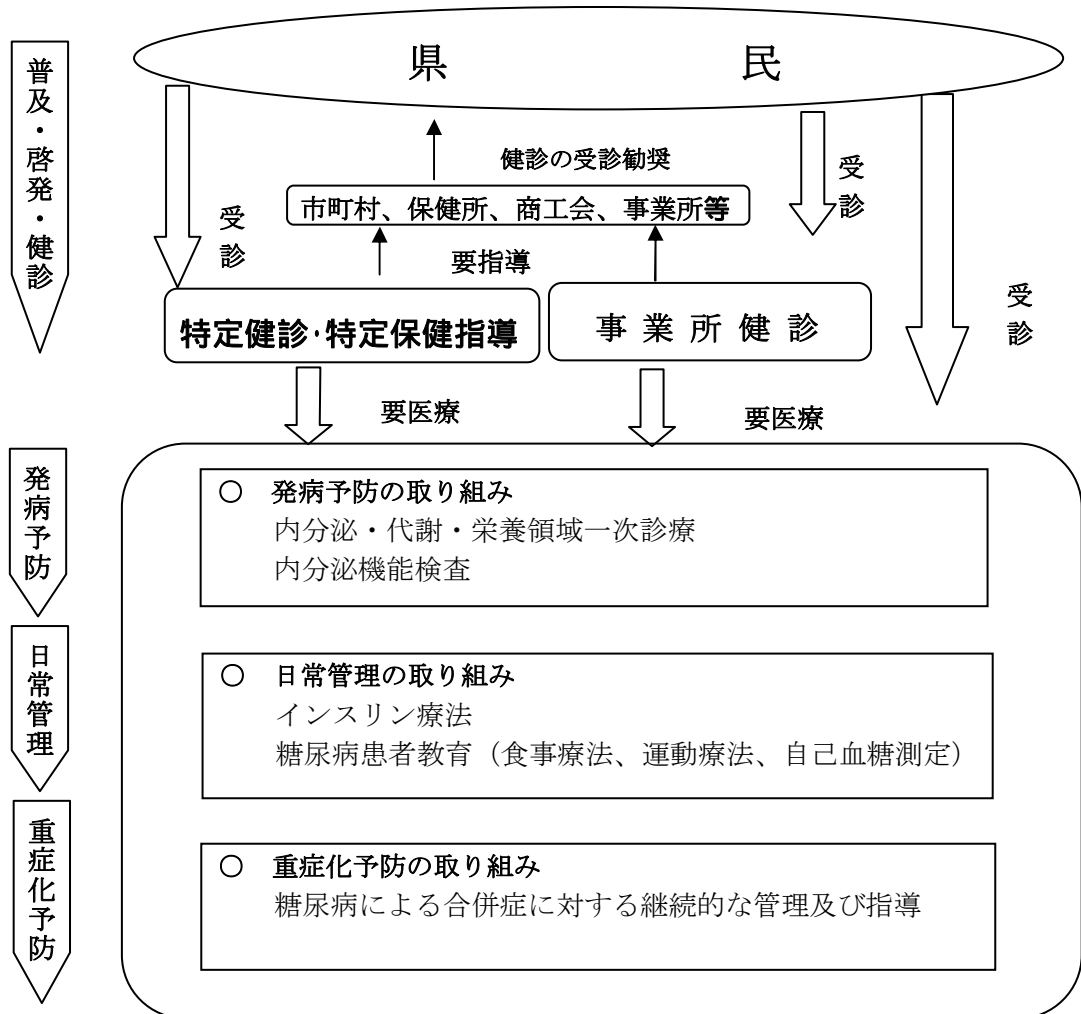 県　　民
普及・啓発・健診
健診の受診勧奨
受診
市町村、保健所、商工会、事業所等
受診
要指導
特定健診・特定保健指導
事業所健診
受診
要医療
要医療
発病予防
○　発病予防の取り組み
内分泌・代謝・栄養領域一次診療
内分泌機能検査
日常管理
○　日常管理の取り組み
インスリン療法
糖尿病患者教育（食事療法、運動療法、自己血糖測定）
重症化予防
○　重症化予防の取り組み
糖尿病による合併症に対する継続的な管理及び指導